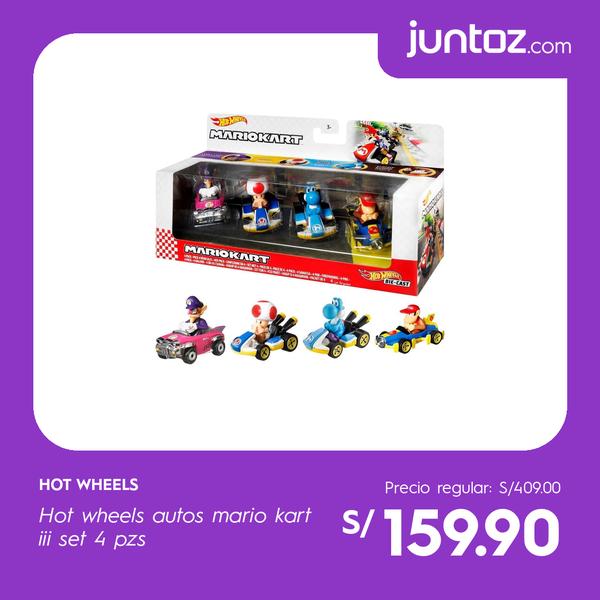 juntoz.com
HOT WHEELS
MARIOKART
MARIOKART
HOT WHEELS
DIE-CAST
HOT WHEELS
Hot wheels autos mario kart
iii set 4 pzs
Precio regular: S/409.00
S/159.90